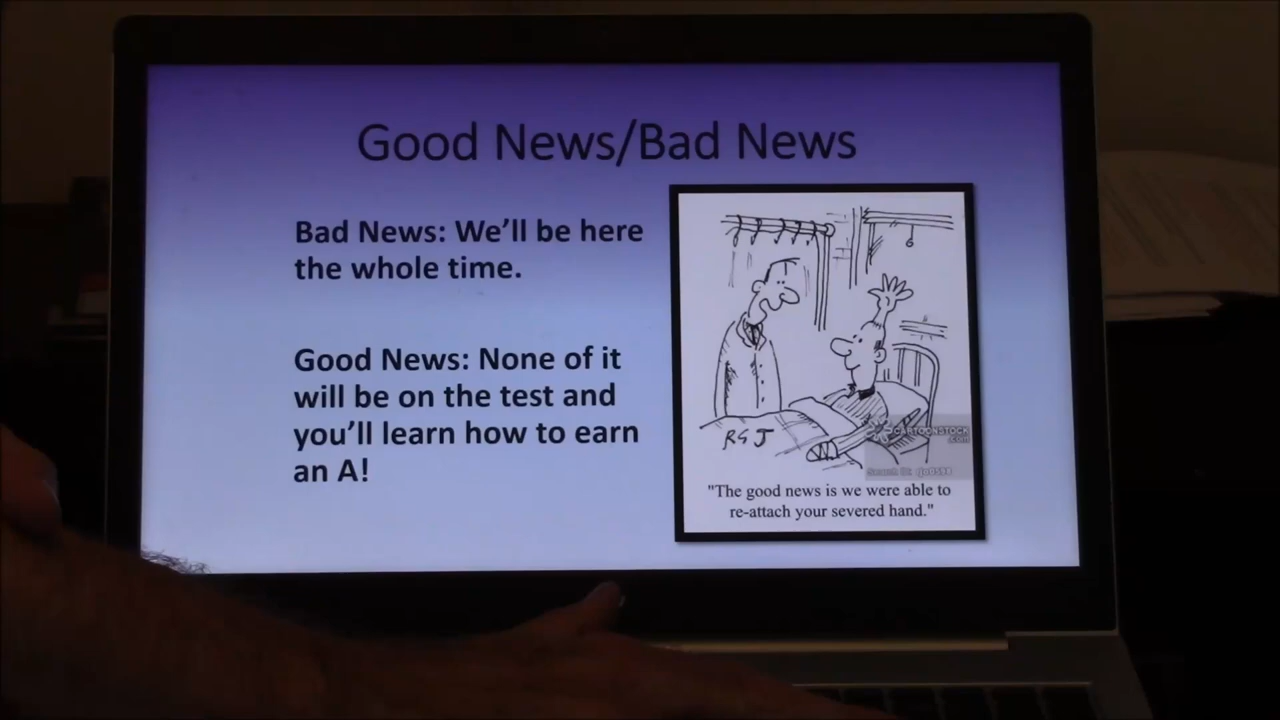 Good News/Bad News
Bad News: We'll be here
the whole time.
Good News: None of it
will be on the test and
you'll learn how to earn
an A!
RGJ
CARTOONSTOCK
.com
"The good news is we were able to
re-attach your severed hand."